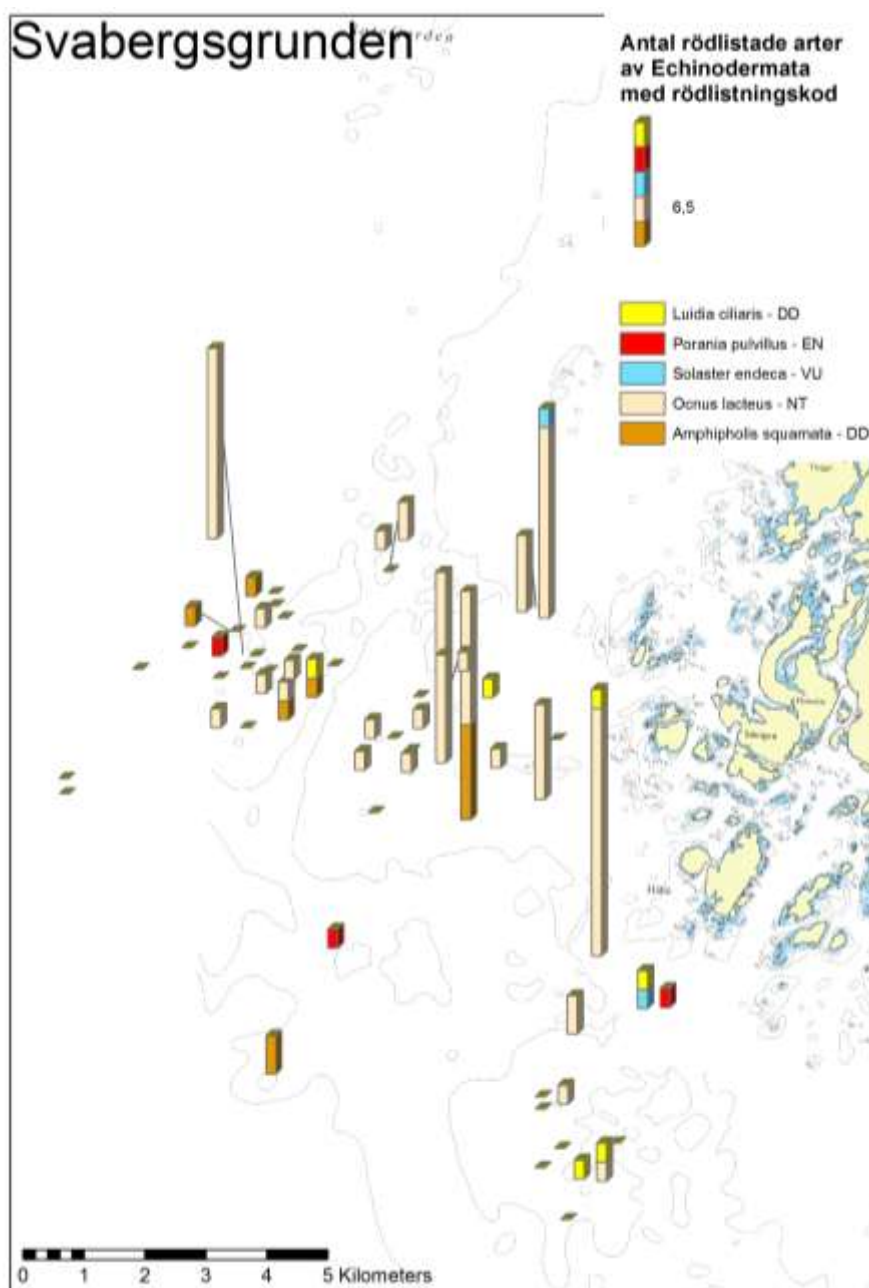 Svabergsgrunden
Antal rödlistade arter
av Echinodermata
med rödlistningskod
6,5
Luidia ciliaris - DD
Porania pulvillus - EN
Solaster endeca - VU
Ocnus lacteus - NT
Amphipholis squamata - DD
0 1 2 3 4 5 Kilometers